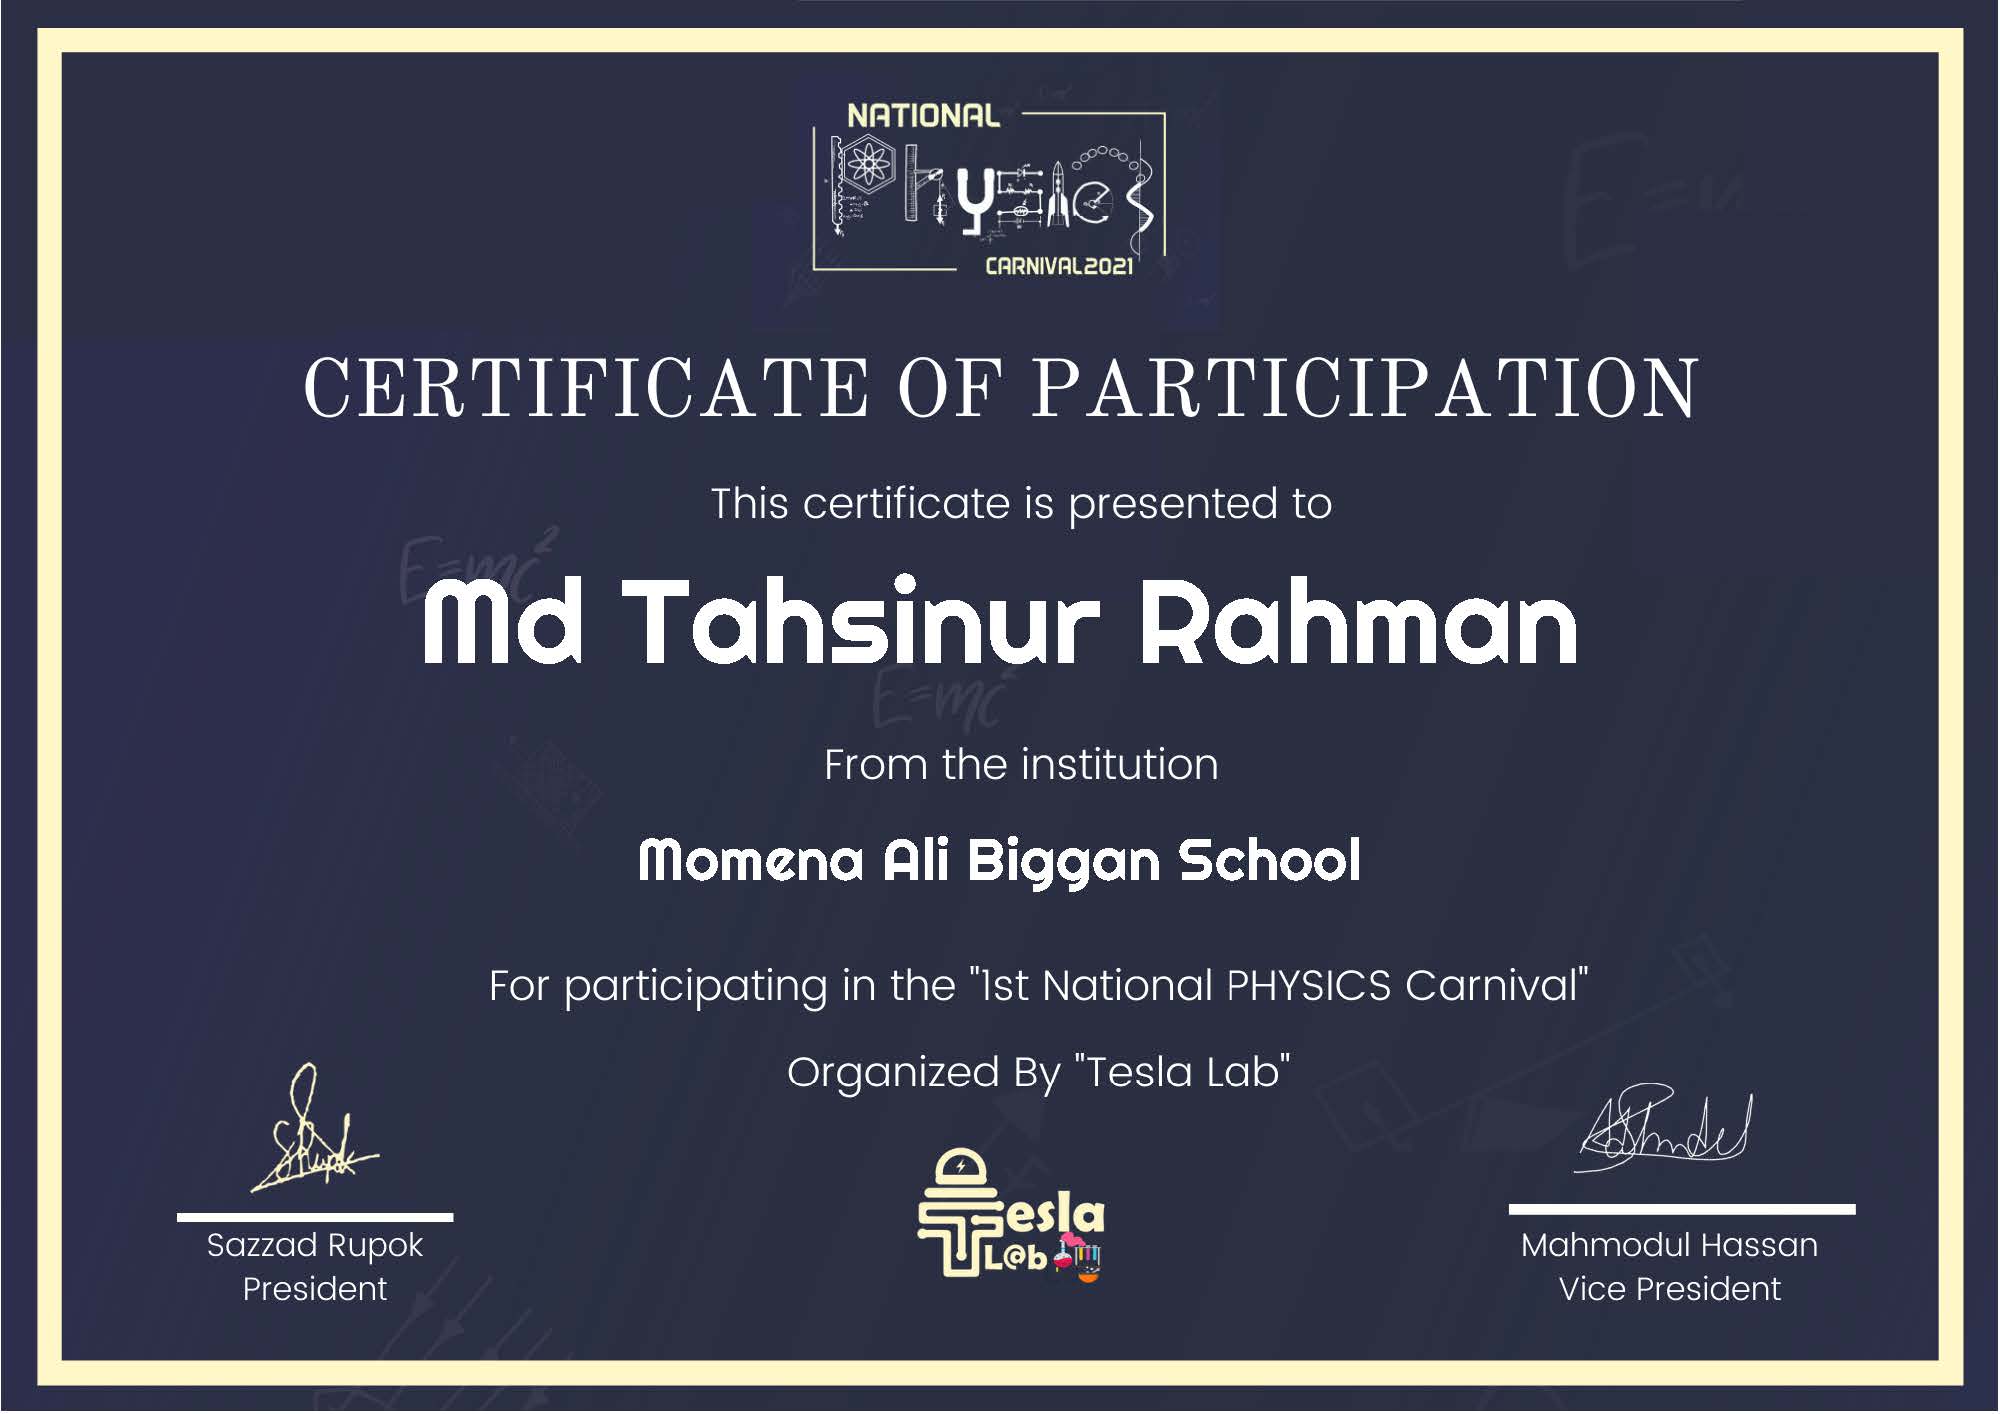 NATIONAL
Physics
CARNIVAL2021
CERTIFICATE OF PARTICIPATION
This certificate is presented to
E=mc²
Md Tahsinur Rahman
E=mc²
From the institution
Momena Ali Biggan School
For participating in the "1st National PHYSICS Carnival"
Organized By "Tesla Lab"
Tesla
L@b
Sazzad Rupok
President
Mahmodul Hassan
Vice President